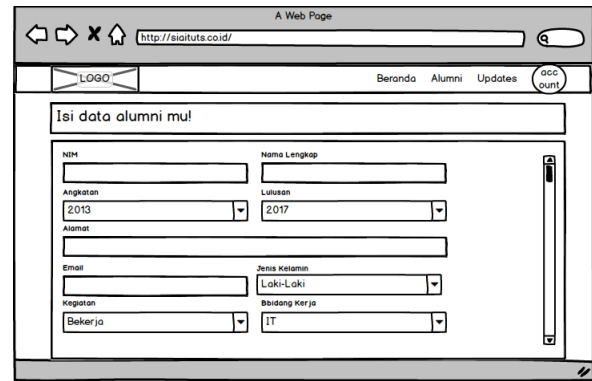 A Web Page
http://siaituts.co.id/
LOGO
Beranda Alumni Updates
acc
ount
Isi data alumni mu!
NIM Nama Lengkap
Angkatan Lulusan
2013 2017
Alamat
Email Jenis Kelamin
Laki-Laki
Kegiatan Bbidang Kerja
Bekerja IT